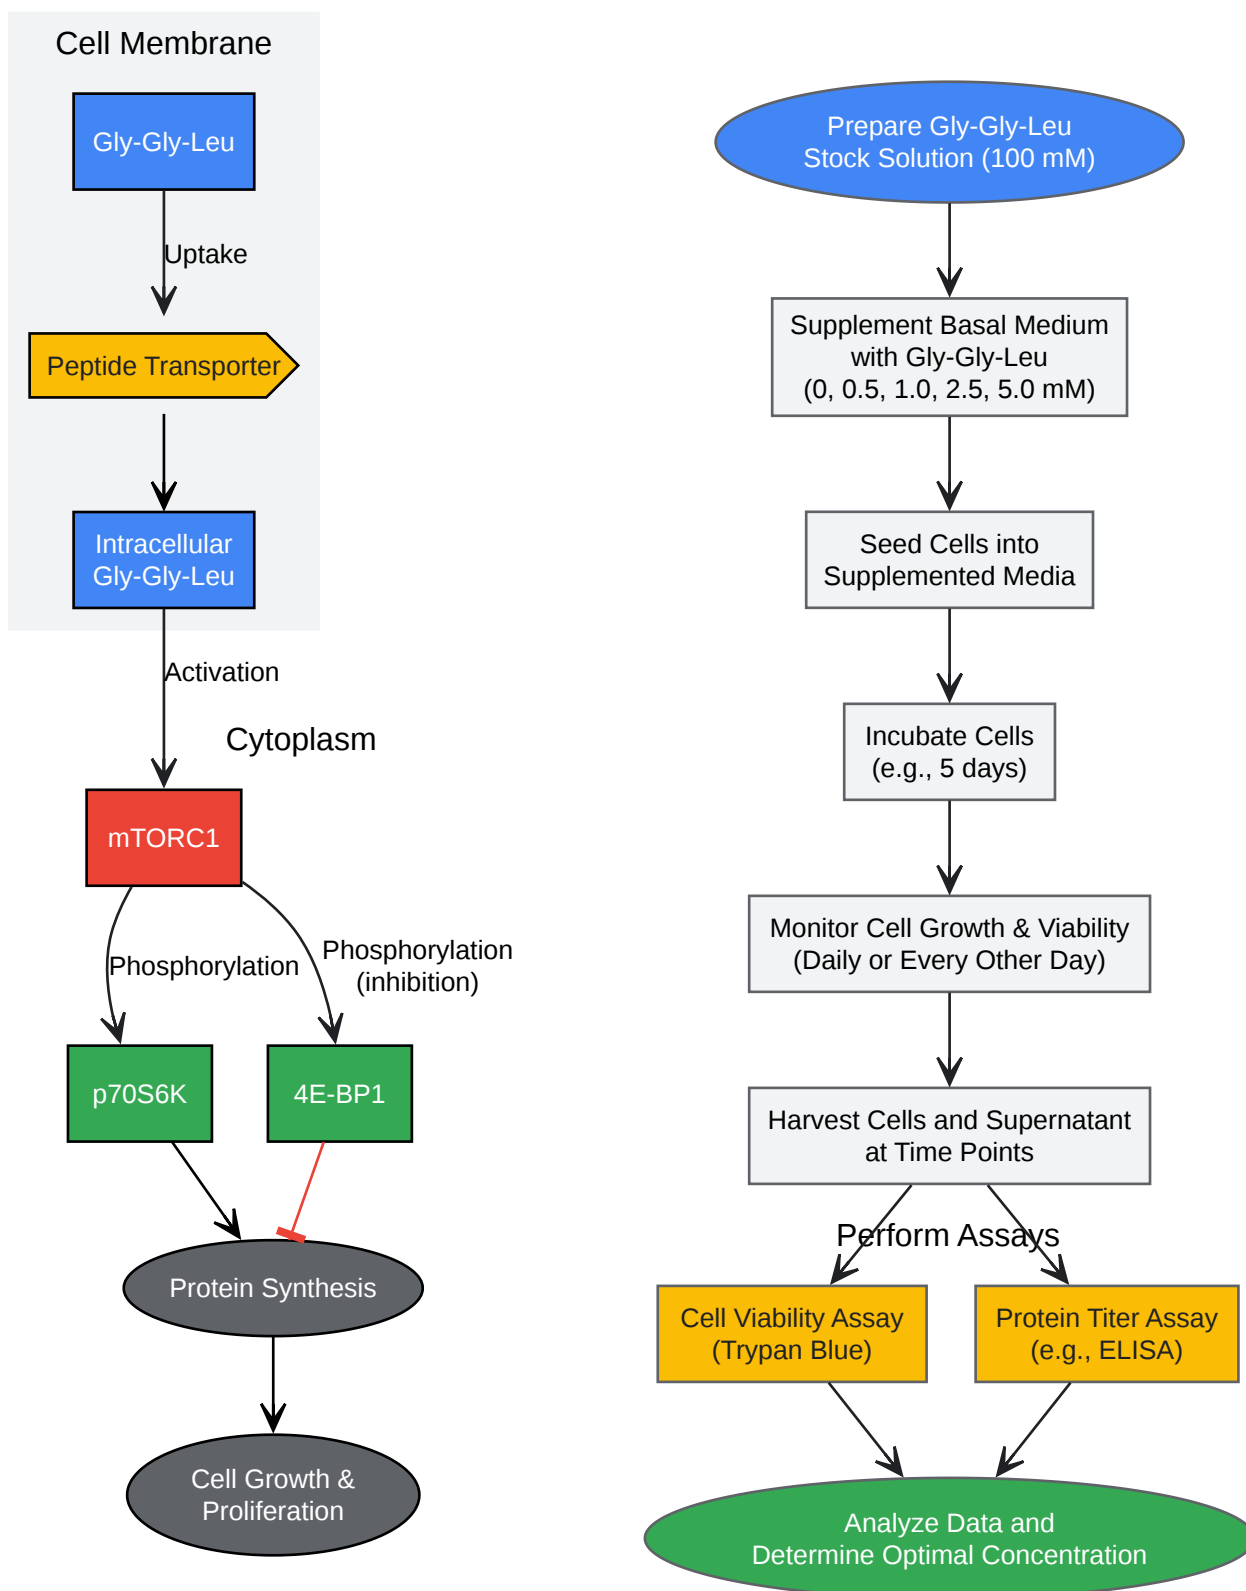 Cell Membrane
Gly-Gly-Leu
Uptake
Peptide Transporter
Intracellular
Gly-Gly-Leu
Activation
Cytoplasm
mTORC1
Phosphorylation
Phosphorylation
(inhibition)
p70S6K
4E-BP1
Protein Synthesis
Cell Growth &
Proliferation
Prepare Gly-Gly-Leu
Stock Solution (100 mM)
Supplement Basal Medium
with Gly-Gly-Leu
(0, 0.5, 1.0, 2.5, 5.0 mM)
Seed Cells into
Supplemented Media
Incubate Cells
(e.g., 5 days)
Monitor Cell Growth & Viability
(Daily or Every Other Day)
Harvest Cells and Supernatant
at Time Points
Perform Assays
Cell Viability Assay
(Trypan Blue)
Protein Titer Assay
(e.g., ELISA)
Analyze Data and
Determine Optimal Concentration